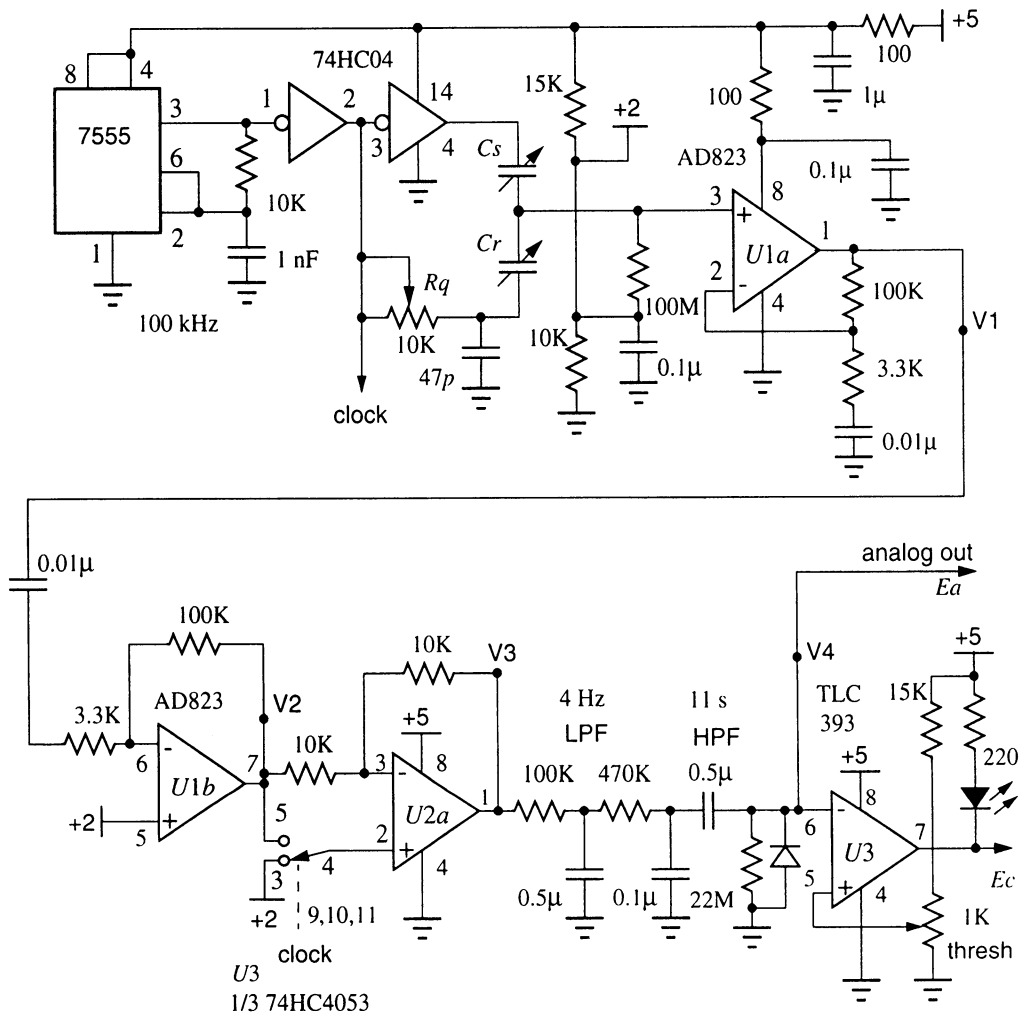 +5
100
1µ
8
4
74HC04
14
15K
+2
100
AD823
0.1µ
7555
3
6
2
1
10K
1 nF
100 kHz
1
2
3
4
Cs
Cr
Rq
10K
47p
clock
10K
100M
0.1µ
3
8
1
2
4
U1a
100K
3.3K
0.01µ
V1
0.01µ
100K
AD823
3.3K
6
7
5
U1b
+2
V2
10K
5
3
4
+2
9,10,11
clock
U3
1/3 74HC4053
10K
V3
+5
3
8
1
2
4
U2a
4 Hz
LPF
100K
470K
0.5µ
0.1µ
11 s
HPF
0.5µ
22M
analog out
Ea
V4
TLC
393
+5
6
8
7
5
4
U3
+5
15K
220
Ec
1K
thresh